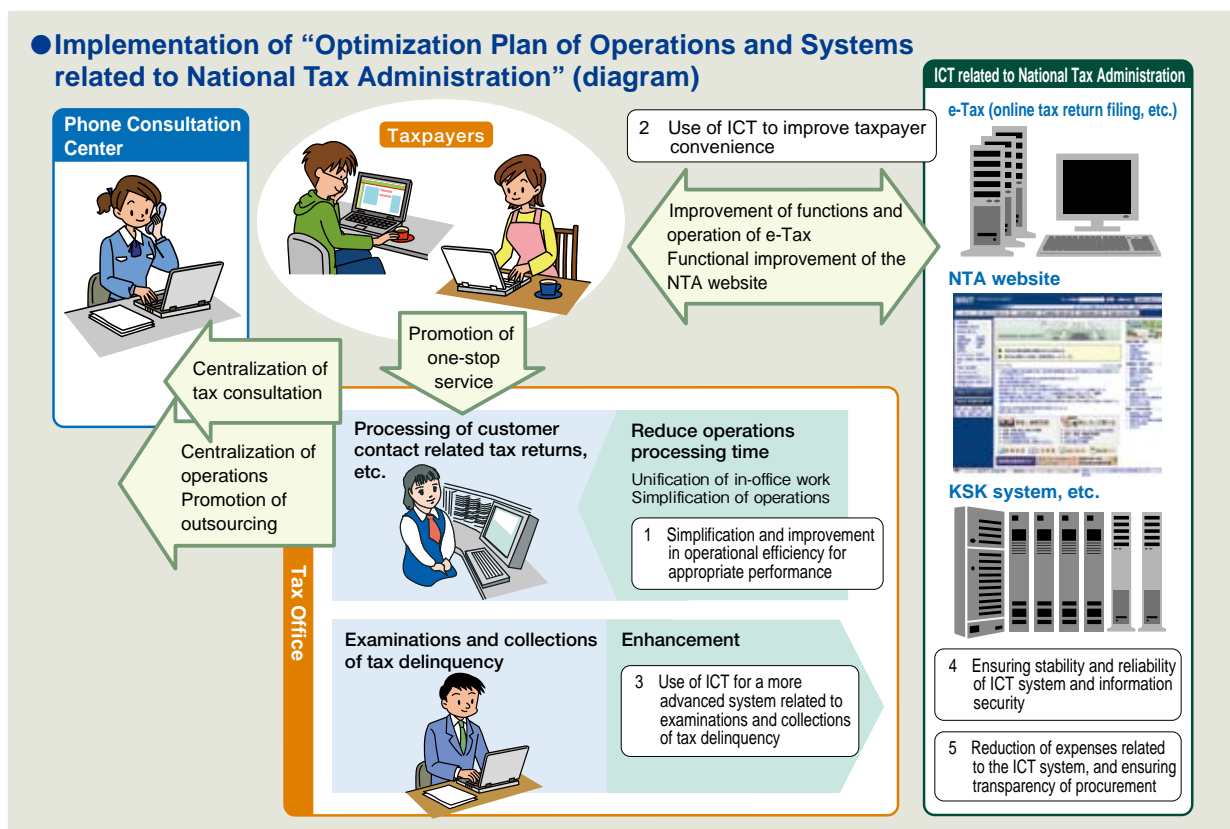 ●Implementation of “Optimization Plan of Operations and Systems
related to National Tax Administration” (diagram)
Phone Consultation
Center
Taxpayers
2 Use of ICT to improve taxpayer
convenience
Improvement of functions and
operation of e-Tax
Functional improvement of the
NTA website
ICT related to National Tax Administration
e-Tax (online tax return filing, etc.)
NTA website
KSK system, etc.
4 Ensuring stability and reliability
of ICT system and information
security
5 Reduction of expenses related
to the ICT system, and ensuring
transparency of procurement
Promotion of
one-stop
service
Centralization of
tax consultation
Centralization of
operations
Promotion of
outsourcing
Tax Office
Processing of customer
contact related tax returns,
etc.
Reduce operations
processing time
Unification of in-office work
Simplification of operations
1 Simplification and improvement
in operational efficiency for
appropriate performance
Examinations and collections
of tax delinquency
Enhancement
3 Use of ICT for a more
advanced system related to
examinations and collections
of tax delinquency